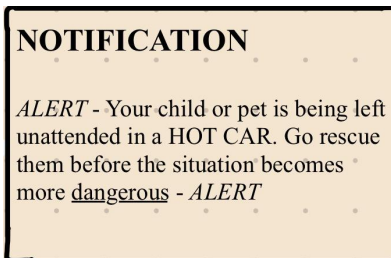 NOTIFICATION
ALERT - Your child or pet is being left
unattended in a HOT CAR. Go rescue
them before the situation becomes
more dangerous - ALERT